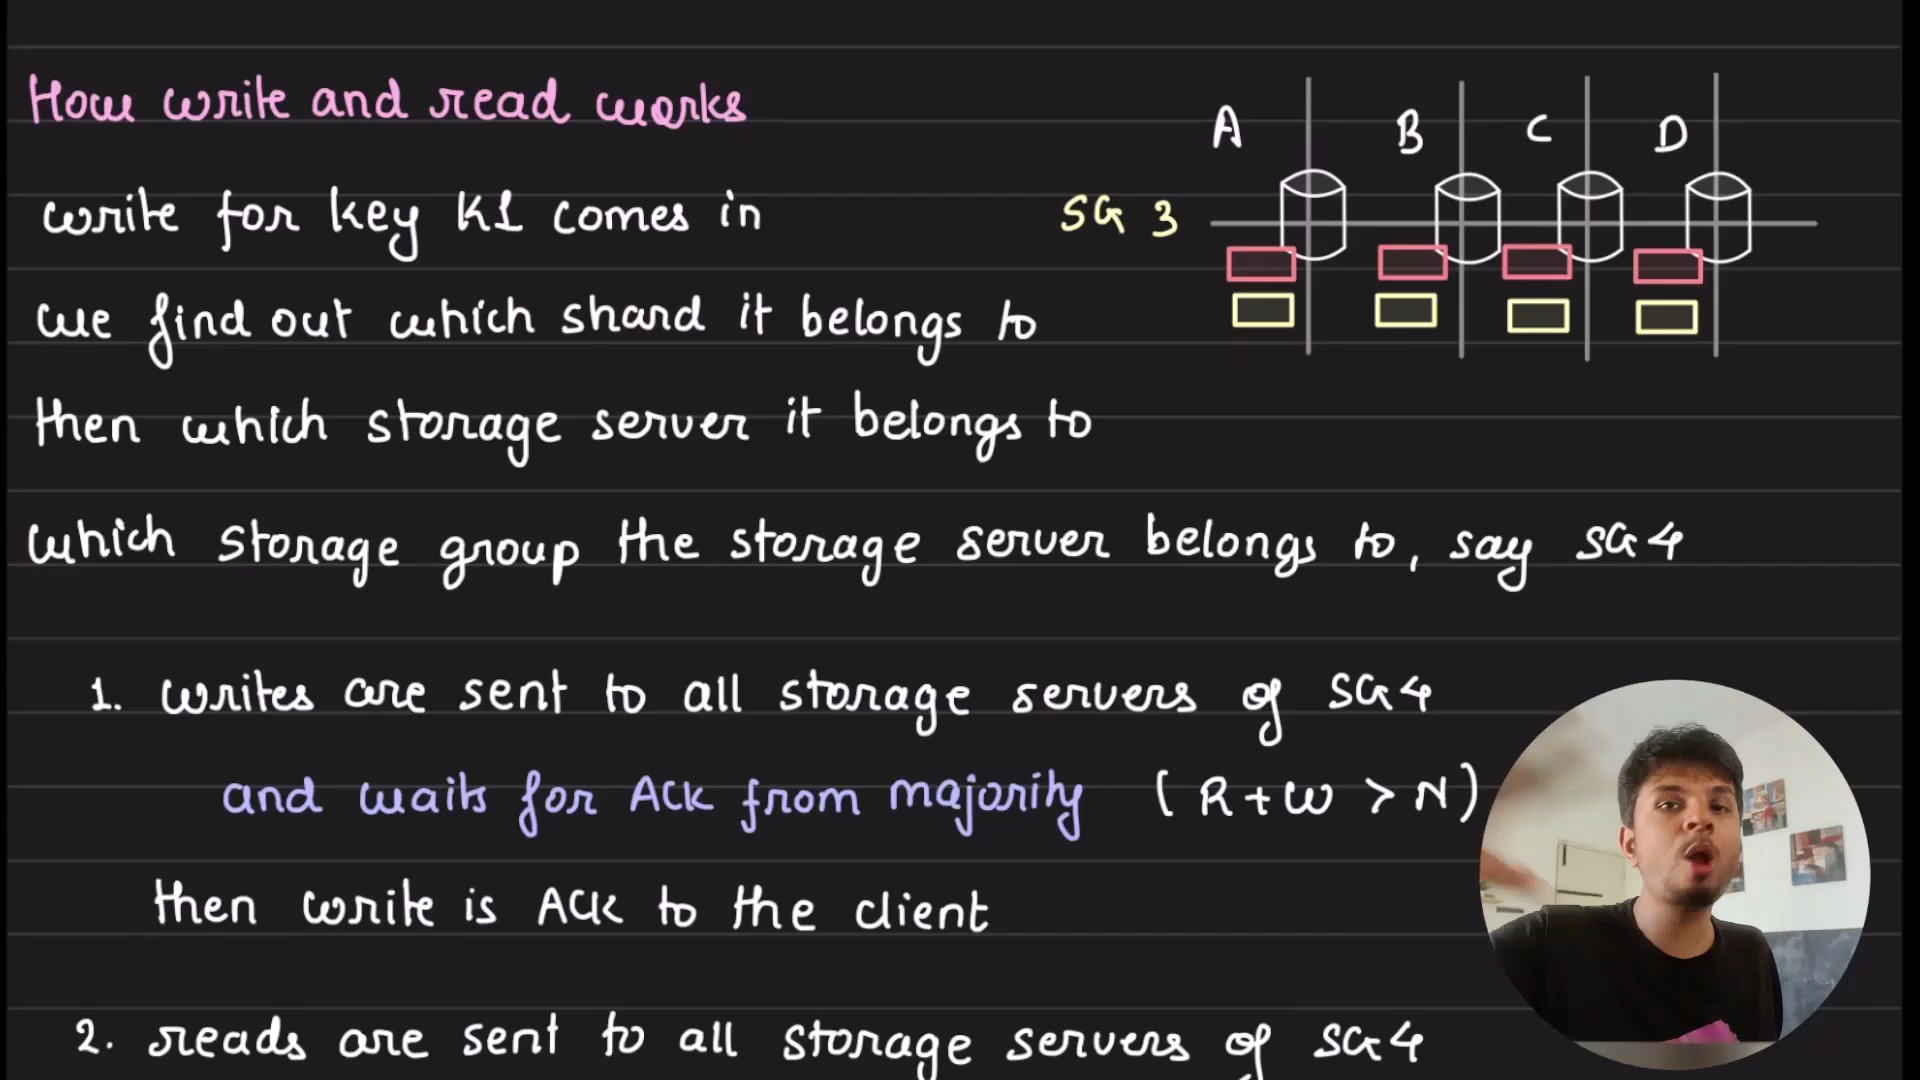 How write and read works
A B C D
write for key K1 comes in
SG 3
we find out which shard it belongs to
then which storage server it belongs to
which storage group the storage server belongs to, say SG4
1. writes are sent to all storage servers of SG4
and waits for Ack from majority (R+W > N)
then write is Ack to the client
2. reads are sent to all storage servers of SG4